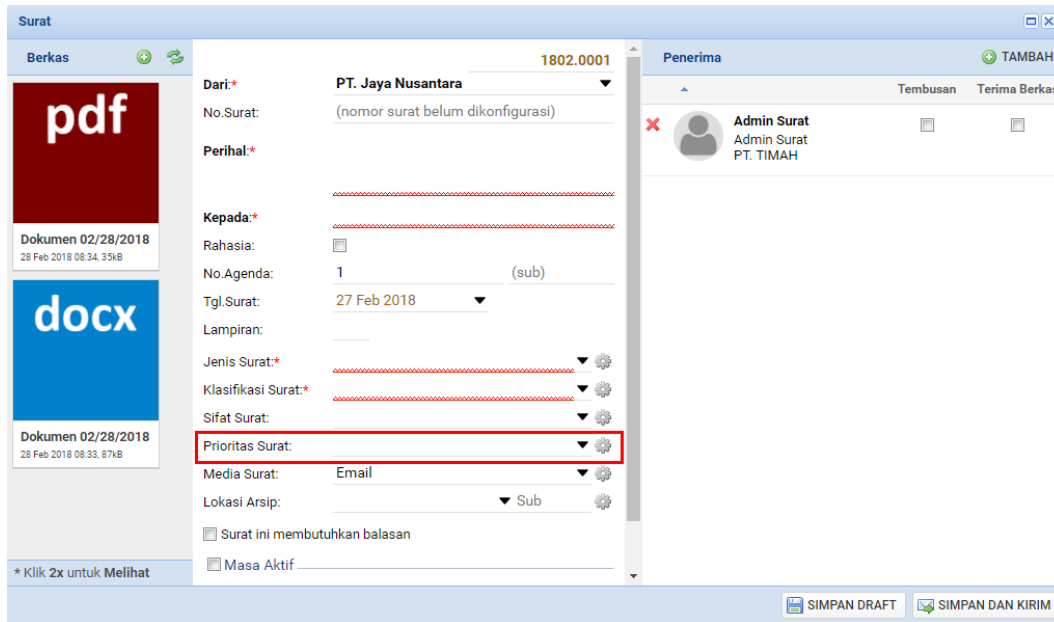 Surat
Berkas
pdf
Dokumen 02/28/2018
28 Feb 2018 08:34, 35kB
docx
Dokumen 02/28/2018
28 Feb 2018 08:33, 87kB
* Klik 2x untuk Melihat
1802.0001
Dari:* PT. Jaya Nusantara
No.Surat: (nomor surat belum dikonfigurasi)
Perihal:*
Kepada:*
Rahasia:
No.Agenda: 1 (sub)
Tgl.Surat: 27 Feb 2018
Lampiran:
Jenis Surat:*
Klasifikasi Surat:*
Sifat Surat:
Prioritas Surat:
Media Surat: Email
Lokasi Arsip: Sub
Surat ini membutuhkan balasan
Masa Aktif
Penerima TAMBAH
Tembusan Terima Berkas
Admin Surat
Admin Surat
PT. TIMAH
SIMPAN DRAFT SIMPAN DAN KIRIM